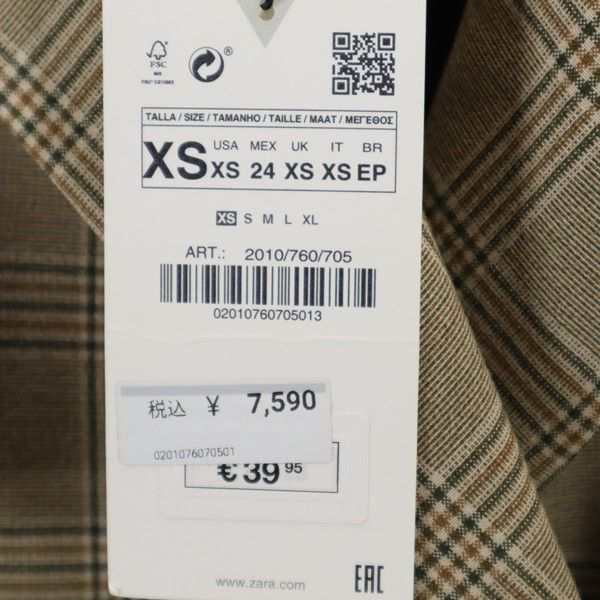 FSC
®
TALLA / SIZE / TAMANHO / TAILLE / MAAT / ΜΕΓΕΘΟΣ
XS USA MEX UK IT BR
XS 24 XS XS EP
XS S M L XL
ART.: 2010/760/705
02010760705013
税込 ¥ 7,590
0201076070501
€39 95
www.zara.com
EAC